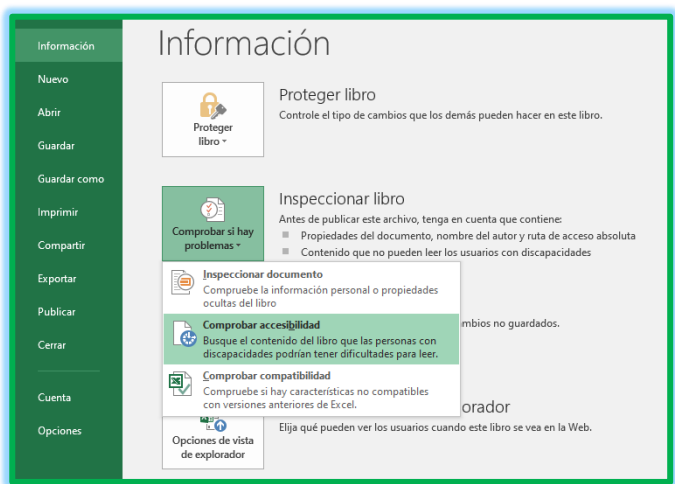 Información
Nuevo
Abrir
Guardar
Guardar como
Imprimir
Compartir
Exportar
Publicar
Cerrar
Cuenta
Opciones
Información
Proteger
libro
Proteger libro
Controle el tipo de cambios que los demás pueden hacer en este libro.
Comprobar si hay
problemas
Inspeccionar libro
Antes de publicar este archivo, tenga en cuenta que contiene:
Propiedades del documento, nombre del autor y ruta de acceso absoluta
Contenido que no pueden leer los usuarios con discapacidades
Inspeccionar documento
Compruebe la información personal o propiedades
ocultas del libro
Comprobar accesibilidad
Busque el contenido del libro que las personas con
discapacidades podrían tener dificultades para leer.
mbios no guardados.
Comprobar compatibilidad
Compruebe si hay características no compatibles
con versiones anteriores de Excel.
orador
Opciones de vista
de explorador
Elija qué pueden ver los usuarios cuando este libro se vea en la Web.